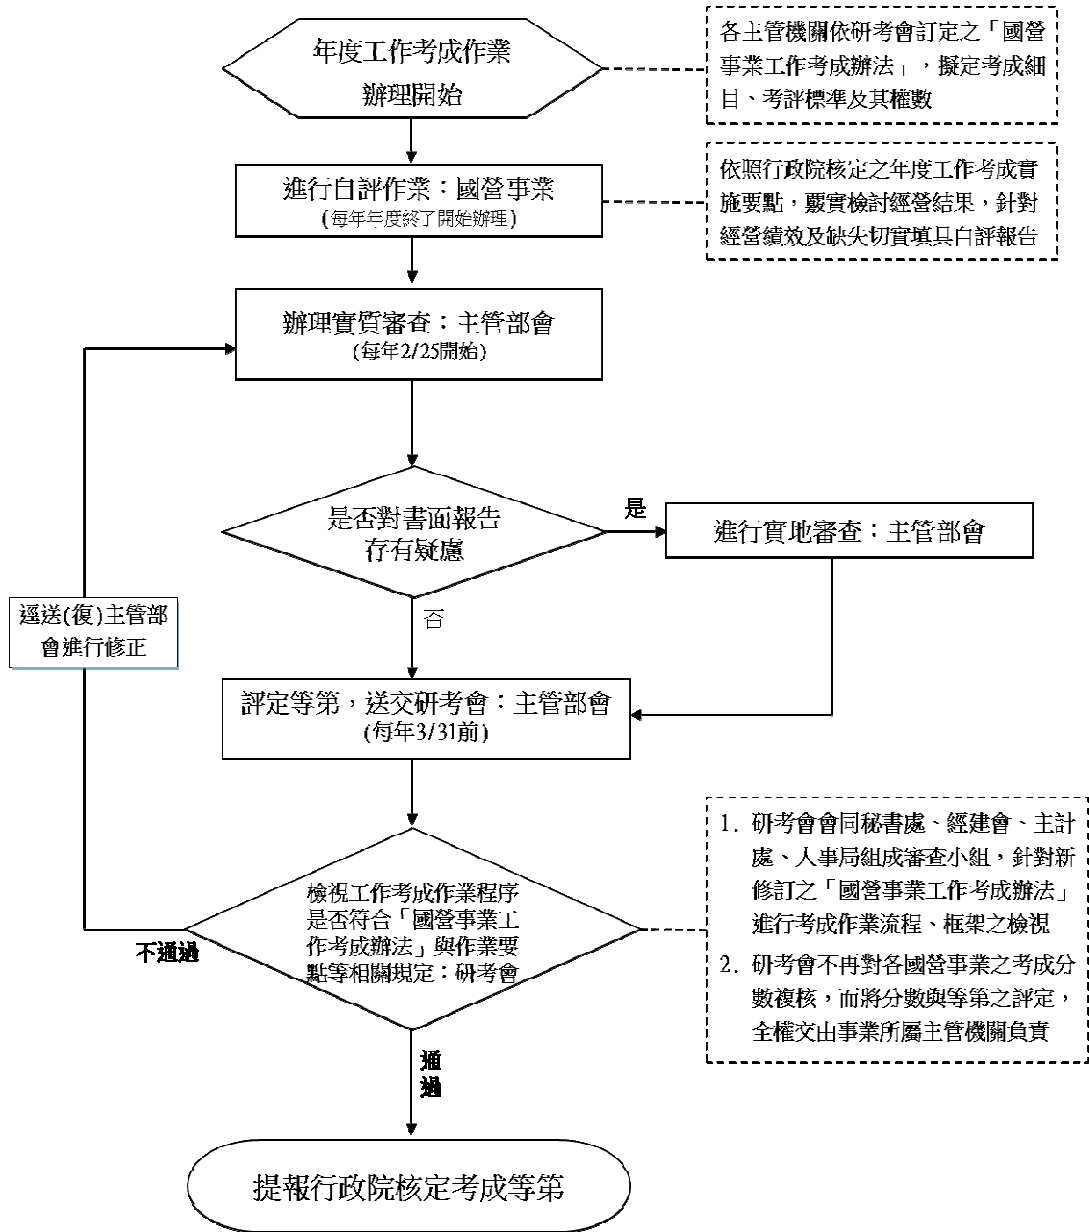 年度工作考成作業
辦理開始
各主管機關依研考會訂定之「國營
事業工作考成辦法」，擬定考成細
目、考評標準及其權數
進行自評作業：國營事業
(每年年度終了開始辦理)
依照行政院核定之年度工作考成實
施要點，覈實檢討經營結果，針對
經營績效及缺失切實填具自評報告
辦理實質審查：主管部會
(每年2/25開始)
是否對書面報告
存有疑慮
是
進行實地審查：主管部會
否
逕送(復)主管部
會進行修正
評定等第，送交研考會：主管部會
(每年3/31前)
檢視工作考成作業程序
是否符合「國營事業工
作考成辦法」與作業要
點等相關規定：研考會
不通過
1. 研考會會同秘書處、經建會、主計
處、人事局組成審查小組，針對新
修訂之「國營事業工作考成辦法」
進行考成作業流程、框架之檢視
2. 研考會不再對各國營事業之考成分
數複核，而將分數與等第之評定，
全權交由事業所屬主管機關負責
通
過
提報行政院核定考成等第